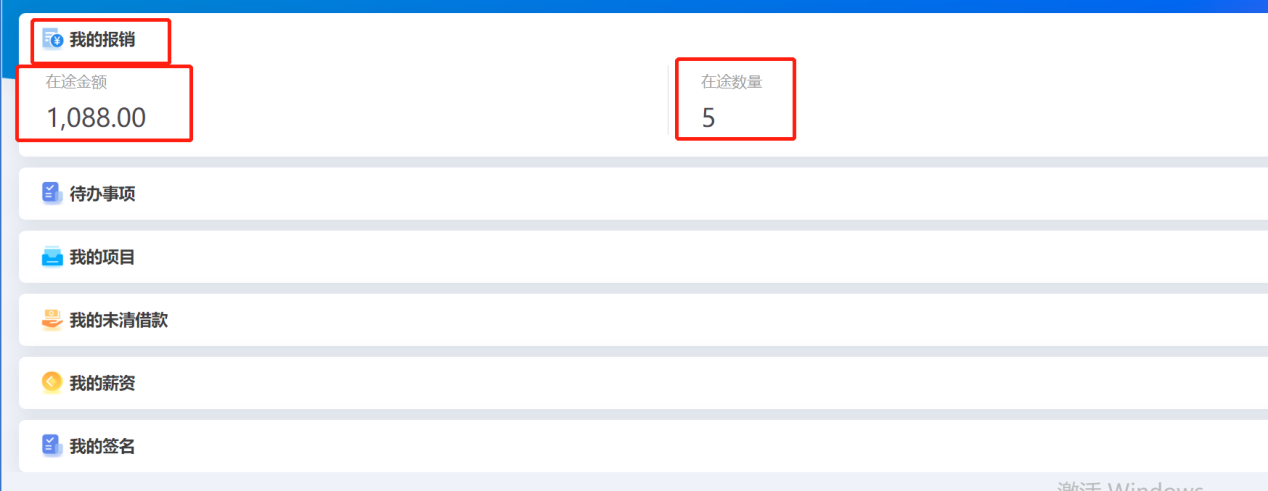 我的报销
在途金额
在途数量
1,088.00
5
待办事项
我的项目
我的未清借款
我的薪资
我的签名
激活 Windows